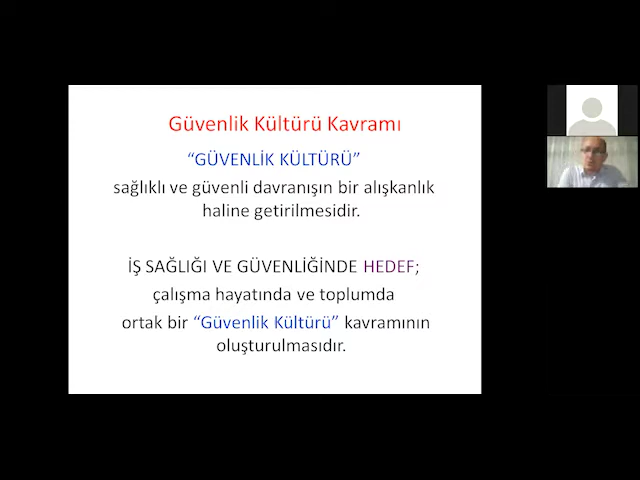 Güvenlik Kültürü Kavramı
“GÜVENLİK KÜLTÜRÜ”
sağlıklı ve güvenli davranışın bir alışkanlık
haline getirilmesidir.
İŞ SAĞLIĞI VE GÜVENLİĞİNDE HEDEF;
çalışma hayatında ve toplumda
ortak bir “Güvenlik Kültürü” kavramının
oluşturulmasıdır.